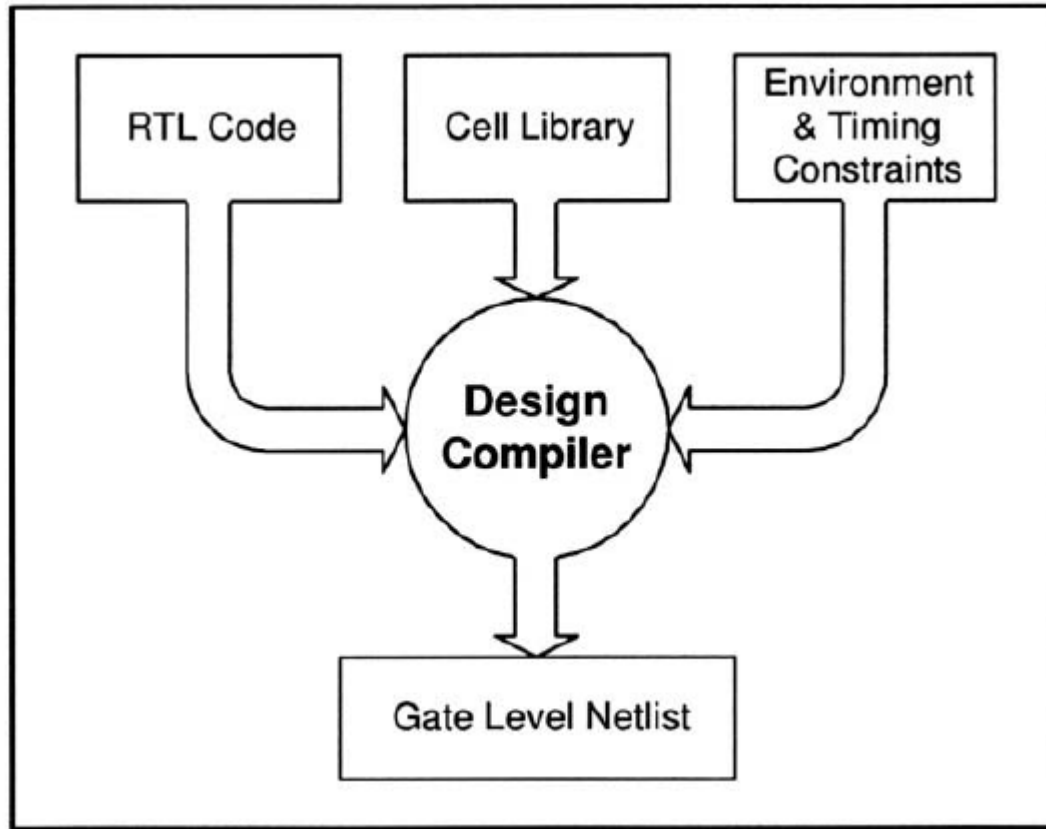 RTL Code
Cell Library
Environment
& Timing
Constraints
Design
Compiler
Gate Level Netlist